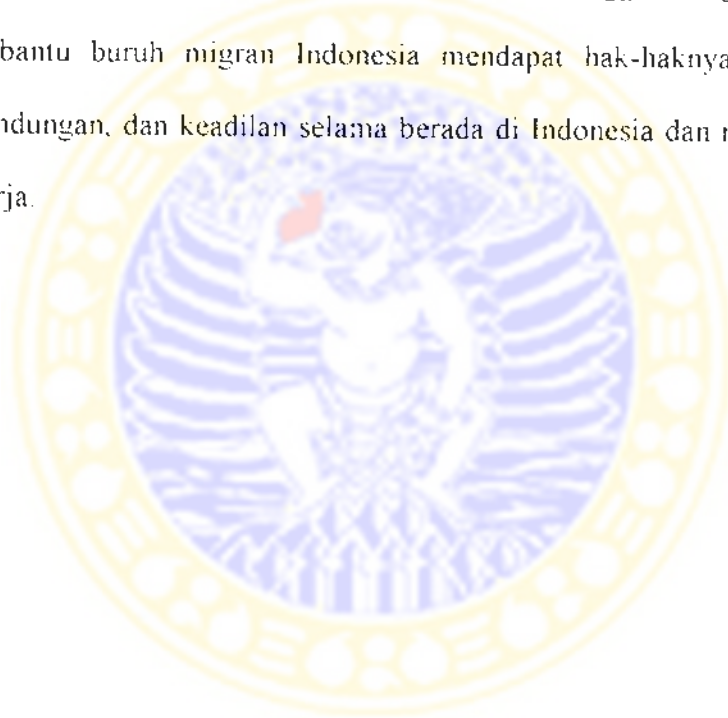 bantu buruh migran Indonesia mendapat hak-haknya
ndungan, dan keadilan selama berada di Indonesia dan
rja.